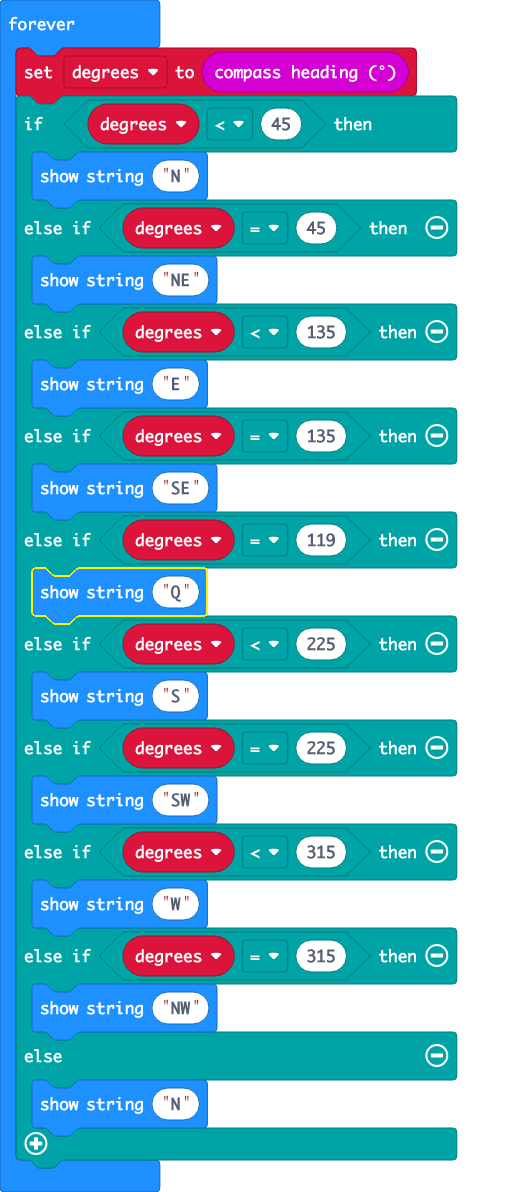 forever
set degrees to compass heading (°)
if degrees < 45 then
show string "N"
else if degrees = 45 then
show string "NE"
else if degrees < 135 then
show string "E"
else if degrees = 135 then
show string "SE"
else if degrees = 119 then
show string "Q"
else if degrees < 225 then
show string "S"
else if degrees = 225 then
show string "SW"
else if degrees < 315 then
show string "W"
else if degrees = 315 then
show string "NW"
else
show string "N"